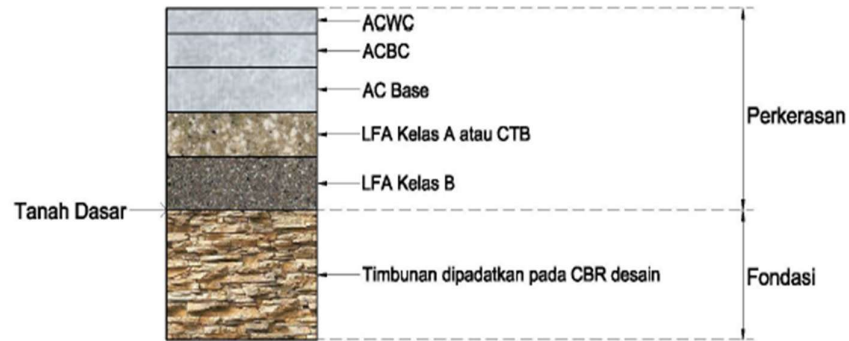 ACWC
ACBC
AC Base
LFA Kelas A atau CTB
LFA Kelas B
Perkerasan
Tanah Dasar
Timbunan dipadatkan pada CBR desain
Fondasi